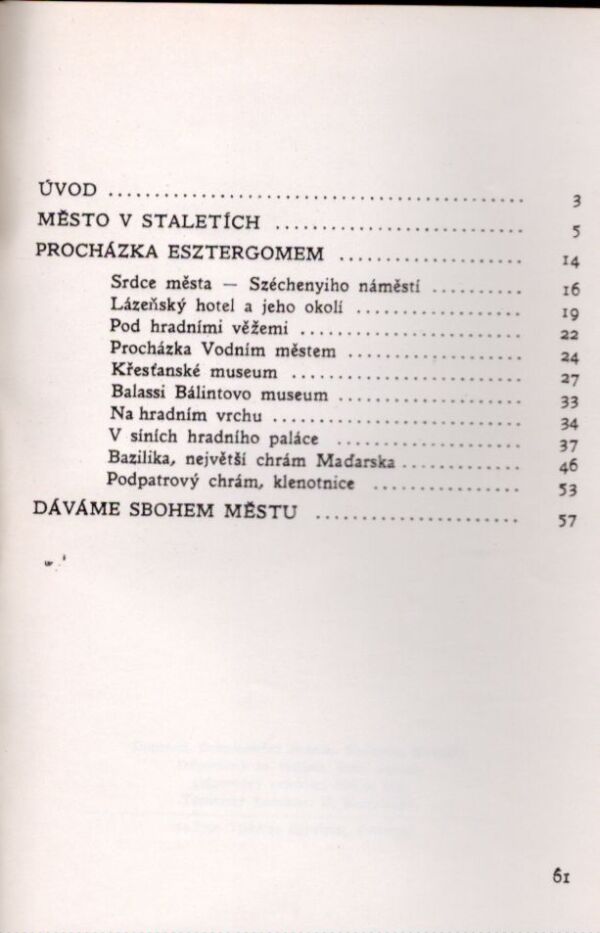 ÚVOD ................................................ 3
MĚSTO V STALETÍCH ............................. 5
PROCHÁZKA ESZTERGOMEM ..................... 14
Srdce města — Széchenyiho náměstí .......... 16
Lázeňský hotel a jeho okolí ................... 19
Pod hradními věžemi .......................... 22
Procházka Vodním městem .................... 24
Křesťanské museum ........................... 27
Balassi Bálintovo museum ..................... 33
Na hradním vrchu ............................. 34
V síních hradního paláce ..................... 37
Bazilika, největší chrám Maďarska .............. 46
Podpatrový chrám, klenotnice ................. 53
DÁVÁME SBOHEM MĚSTU ....................... 57
61